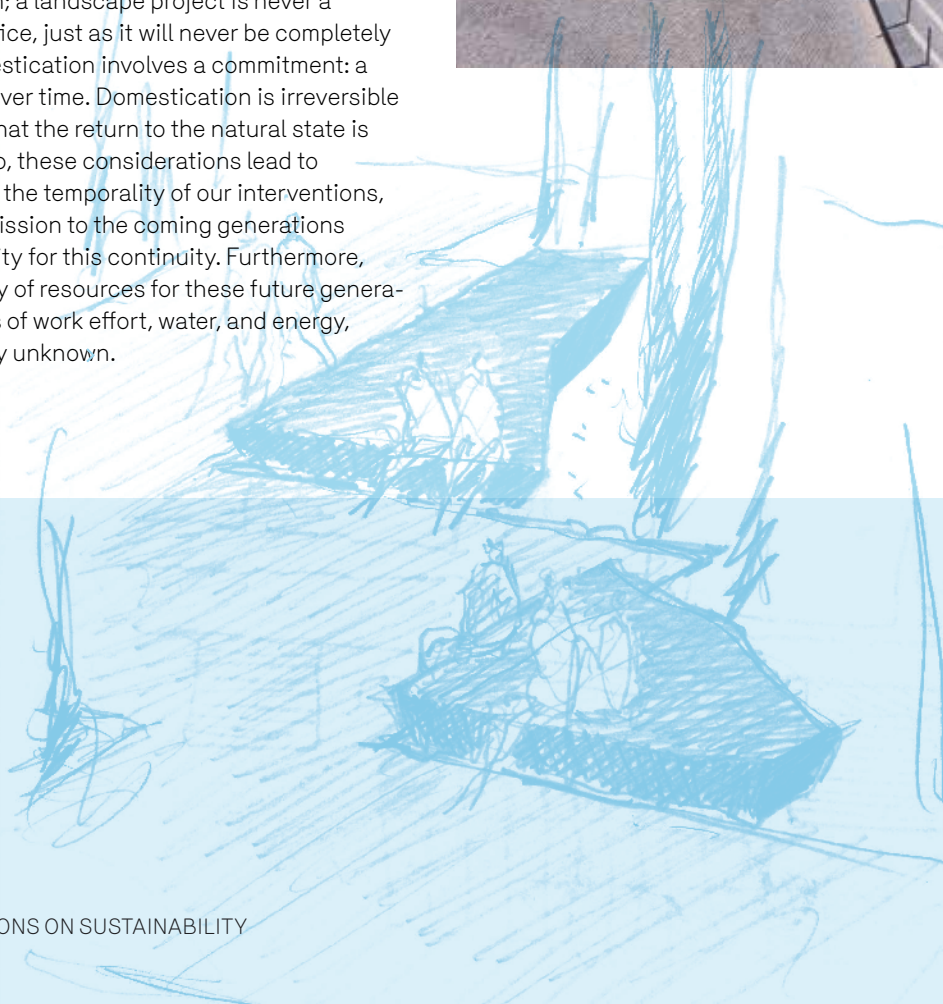 ; a landscape project is never a
fice, just as it will never be completely
estication involves a commitment: a
ver time. Domestication is irreversible
hat the return to the natural state is
o, these considerations lead to
the temporality of our interventions,
ission to the coming generations
ity for this continuity. Furthermore,
y of resources for these future genera-
s of work effort, water, and energy,
y unknown.
ONS ON SUSTAINABILITY